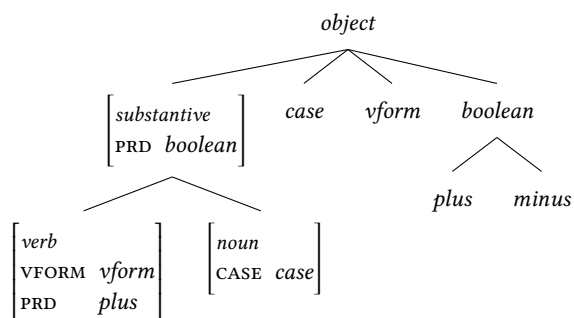 object
substantive case vform boolean
PRD boolean
plus minus
verb noun
VFORM vform CASE case
PRD plus